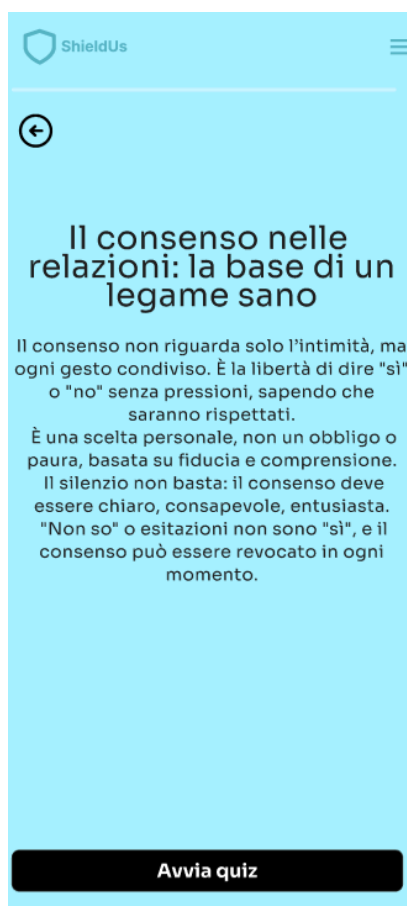 ShieldUs
Il consenso nelle
relazioni: la base di un
legame sano
Il consenso non riguarda solo l'intimità, ma
ogni gesto condiviso. È la libertà di dire "sì"
o "no" senza pressioni, sapendo che
saranno rispettati.
È una scelta personale, non un obbligo o
paura, basata su fiducia e comprensione.
Il silenzio non basta: il consenso deve
essere chiaro, consapevole, entusiasta.
"Non so" o esitazioni non sono "sì", e il
consenso può essere revocato in ogni
momento.
Avvia quiz